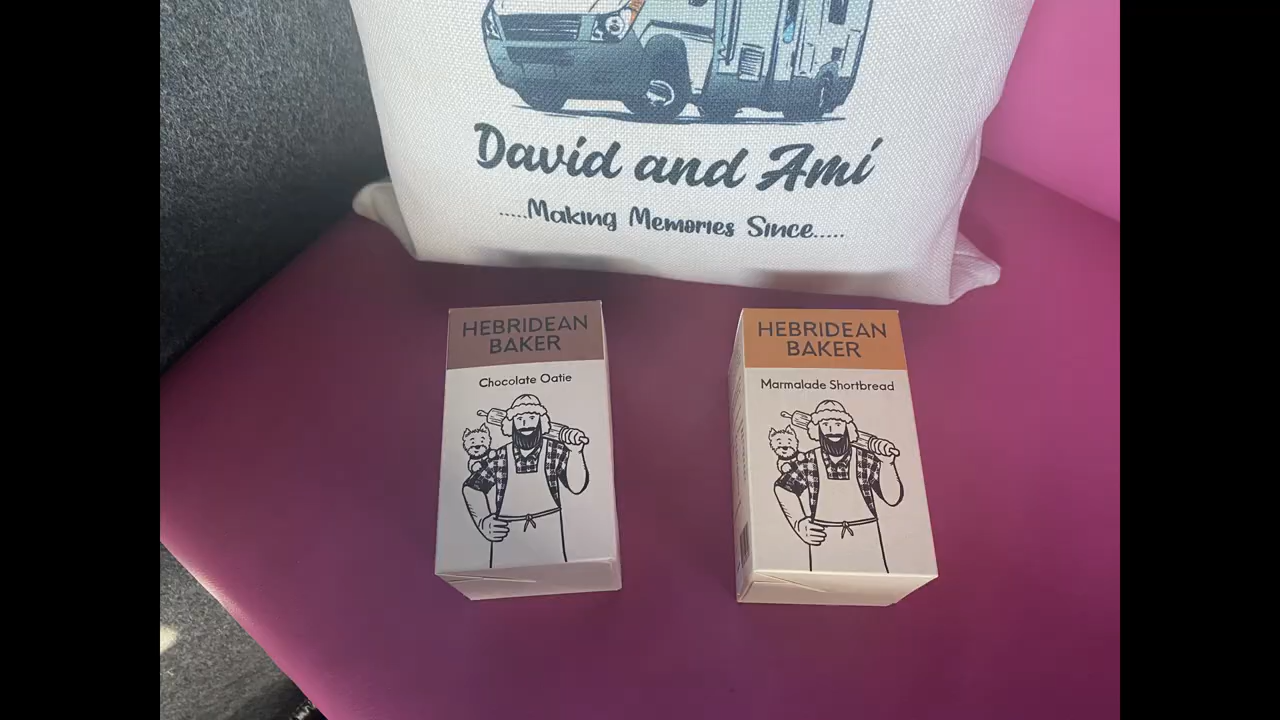 David and Ami
.....Making Memories Since.....
HEBRIDEAN
BAKER
Chocolate Oatie
HEBRIDEAN
BAKER
Marmalade Shortbread